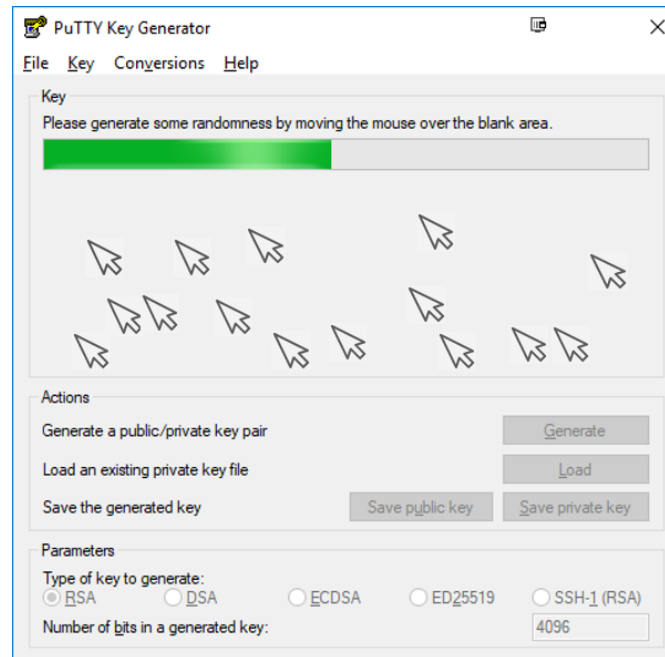 PuTTY Key Generator
File Key Conversions Help
Key
Please generate some randomness by moving the mouse over the blank area.
Actions
Generate a public/private key pair Generate
Load an existing private key file Load
Save the generated key Save public key Save private key
Parameters
Type of key to generate:
RSA DSA ECDSA ED25519 SSH-1 (RSA)
Number of bits in a generated key: 4096